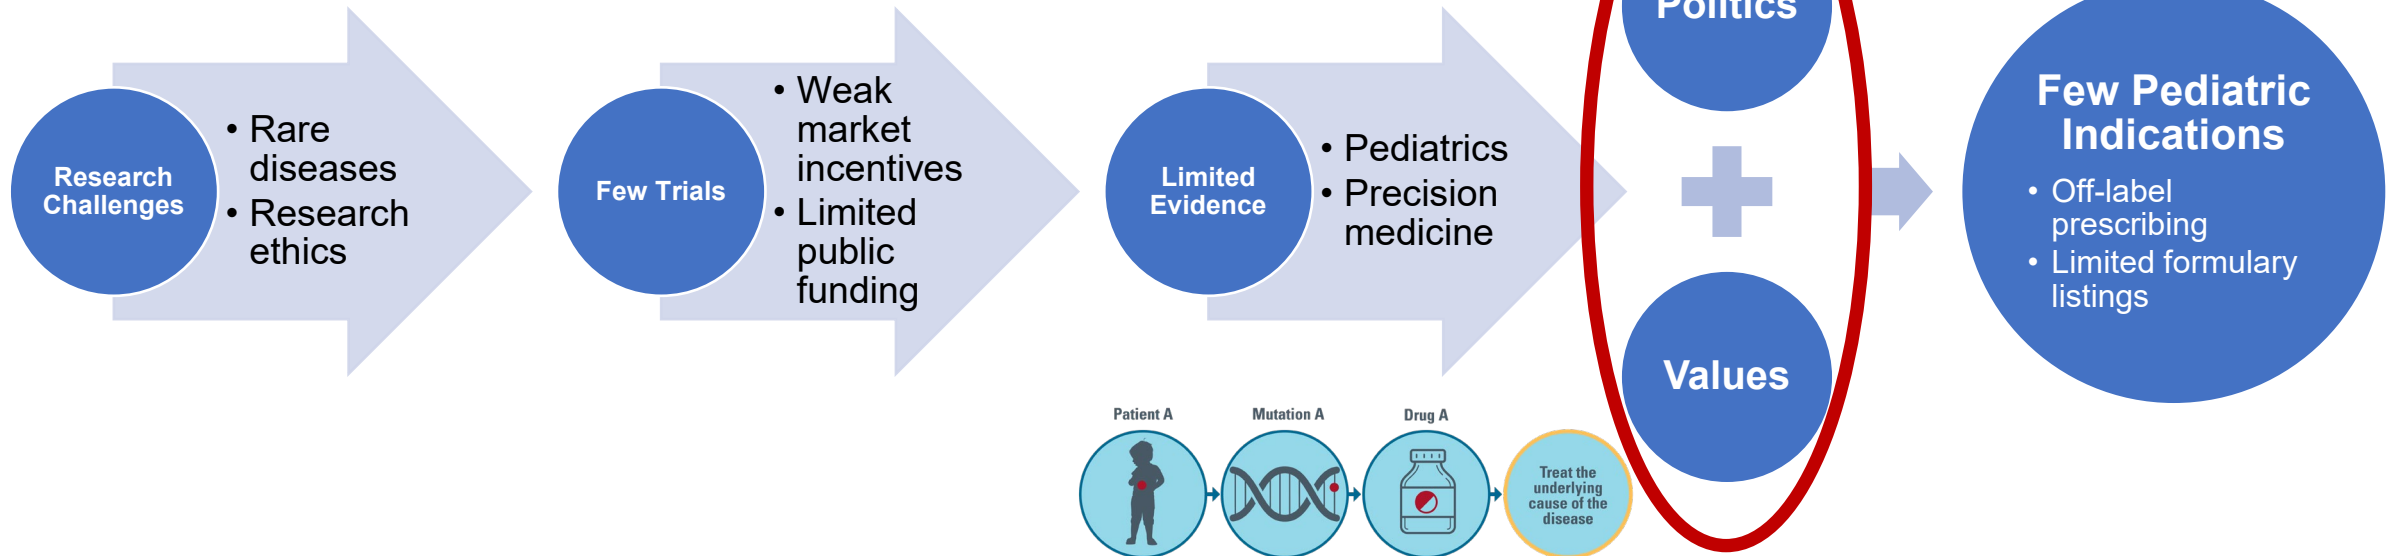 Research
Challenges
• Rare
diseases
• Research
ethics
Few Trials
• Weak
market
incentives
• Limited
public
funding
Limited
Evidence
• Pediatrics
• Precision
medicine
Politics
Values
Few Pediatric
Indications
• Off-label
prescribing
• Limited formulary
listings
Patient A
Mutation A
Drug A
Treat the
underlying
cause of the
disease